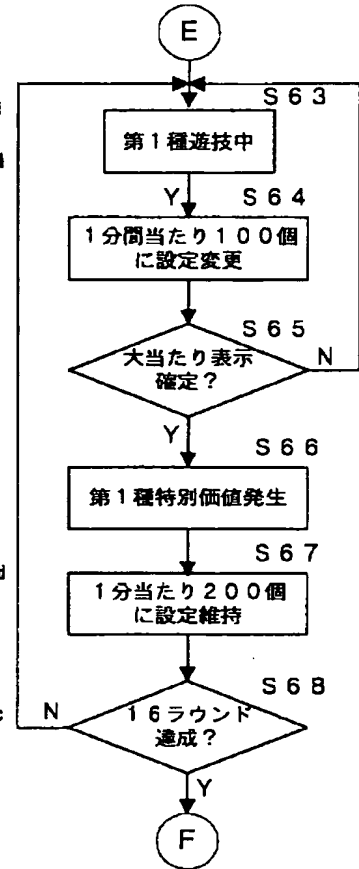 E
S63
第1種遊技中
Y
S64
1分間当たり100個
に設定変更
S65
大当たり表示
確定?
N
Y
S66
第1種特別価値発生
S67
1分当たり200個
に設定維持
S68
N
16ラウンド
達成?
Y
F